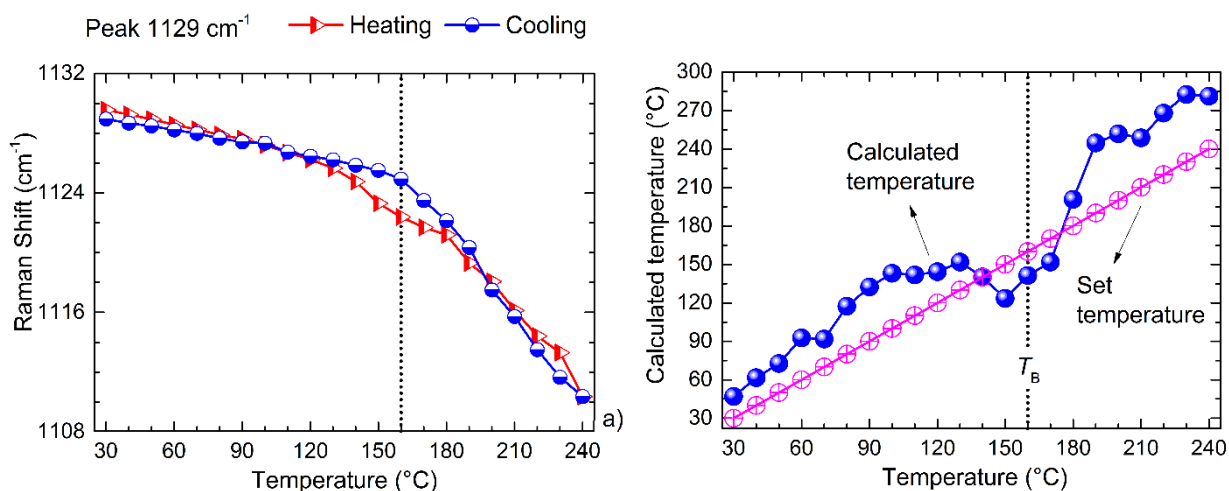 Peak 1129 cm-1 Heating Cooling
1132
1124
1116
1108
Raman Shift (cm-1)
30 60 90 120 150 180 210 240
Temperature (°C)
a)
300
270
240
210
180
150
120
90
60
30
Calculated temperature (°C)
Calculated
temperature
Set
temperature
TB
30 60 90 120 150 180 210 240
Temperature (°C)